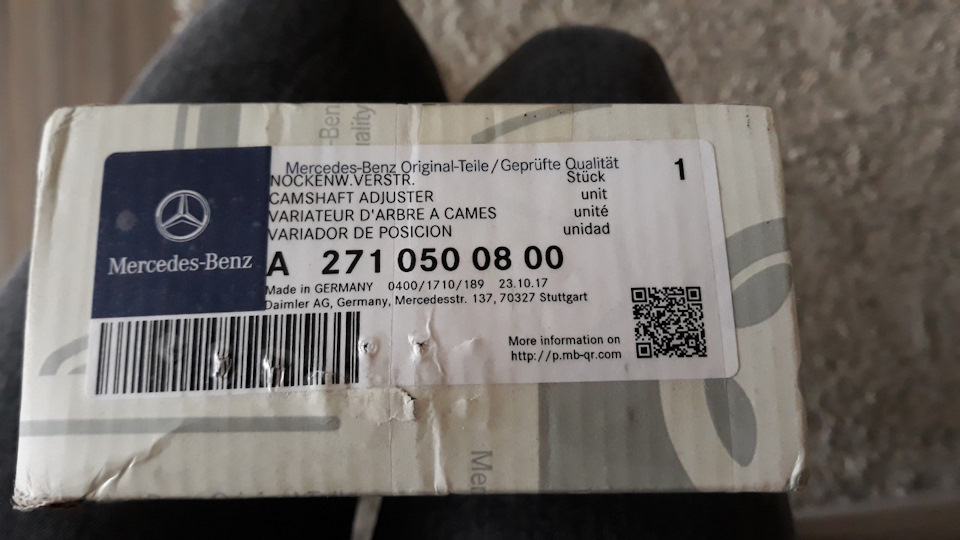 Mercedes-Benz Original-Teile/Geprüfte Qualität
NOCKENW.VERSTR. Stück 1
CAMSHAFT ADJUSTER unit
VARIATEUR D'ARBRE A CAMES unité
VARIADOR DE POSICION unidad
Mercedes-Benz
A 271 050 08 00
Made in GERMANY 0400/1710/189 23.10.17
Daimler AG, Germany, Mercedesstr. 137, 70327 Stuttgart
More information on
http://p.mb-qr.com